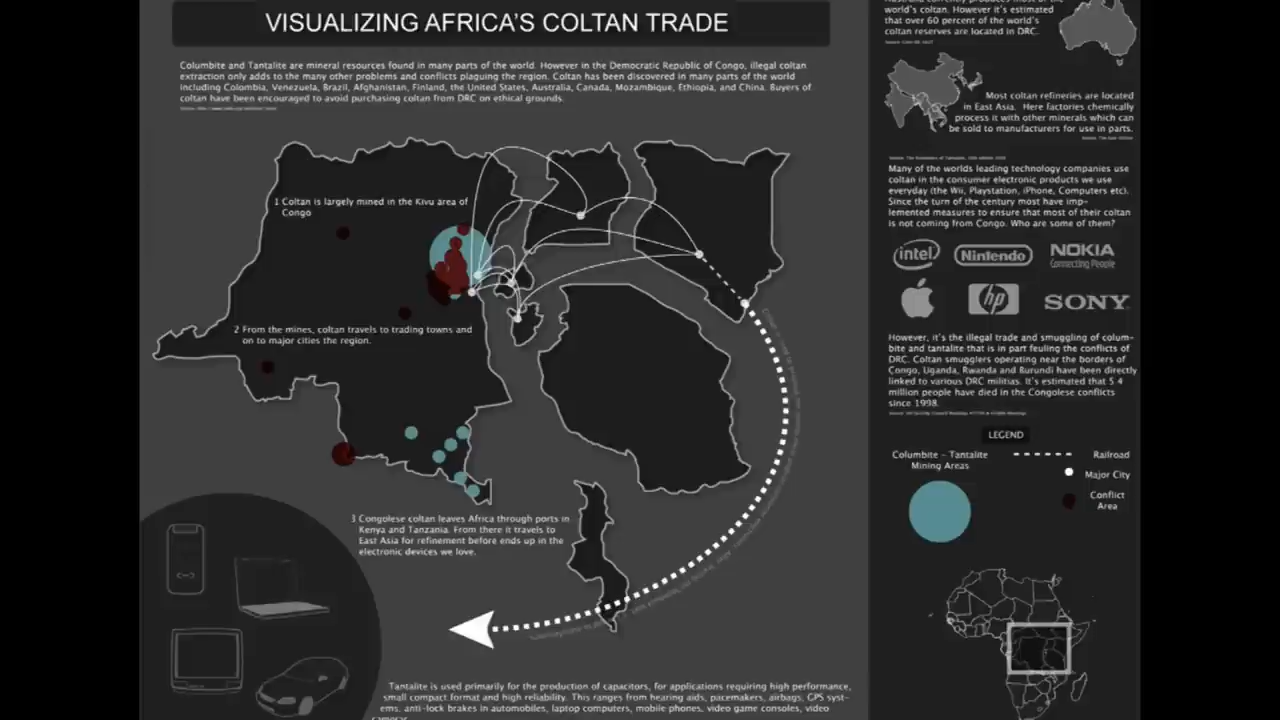 VISUALIZING AFRICA'S COLTAN TRADE
Columbite and Tantalite are mineral resources found in many parts of the world. However in the Democratic Republic of Congo, illegal coltan
extraction only adds to the many other problems and conflicts plaguing the region. Coltan has been discovered in many parts of the world
including Colombia, Venezuela, Brazil, Afghanistan, Finland, the United States, Australia, Canada, Mozambique, Ethiopia, and China. Buyers of
coltan have been encouraged to avoid purchasing coltan from DRC on ethical grounds.
1 Coltan is largely mined in the Kivu area of
Congo
2 From the mines, coltan travels to trading towns and
on to major cities the region.
3 Congolese coltan leaves Africa through ports in
Kenya and Tanzania. From there it travels to
East Asia for refinement before ends up in the
electronic devices we love.
Tantalite is used primarily for the production of capacitors, for applications requiring high performance,
small compact format and high reliability. This ranges from hearing aids, pacemakers, airbags, GPS syst-
ems, anti-lock brakes in automobiles, laptop computers, mobile phones, video game consoles, video
world's coltan. However it's estimated
that over 60 percent of the world's
coltan reserves are located in DRC.
Most coltan refineries are located
in East Asia. Here factories chemically
process it with other minerals which can
be sold to manufacturers for use in parts.
Many of the worlds leading technology companies use
coltan in the consumer electronic products we use
everyday (the Wii, Playstation, iPhone, Computers etc).
Since the turn of the century most have imp-
lemented measures to ensure that most of their coltan
is not coming from Congo. Who are some of them?
intel
Nintendo
NOKIA
Connecting People
hp
SONY
However, it's the illegal trade and smuggling of colum-
bite and tantalite that is in part feuling the conflicts of
DRC. Coltan smugglers operating near the borders of
Congo, Uganda, Rwanda and Burundi have been directly
linked to various DRC militias. It's estimated that 5.4
million people have died in the Congolese conflicts
since 1998.
LEGEND
Columbite - Tantalite
Mining Areas
Railroad
Major City
Conflict
Area